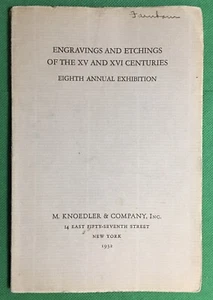 ENGRAVINGS AND ETCHINGS
OF THE XV AND XVI CENTURIES
EIGHTH ANNUAL EXHIBITION
M. KNOEDLER & COMPANY, INC.
14 EAST FIFTY-SEVENTH STREET
NEW YORK